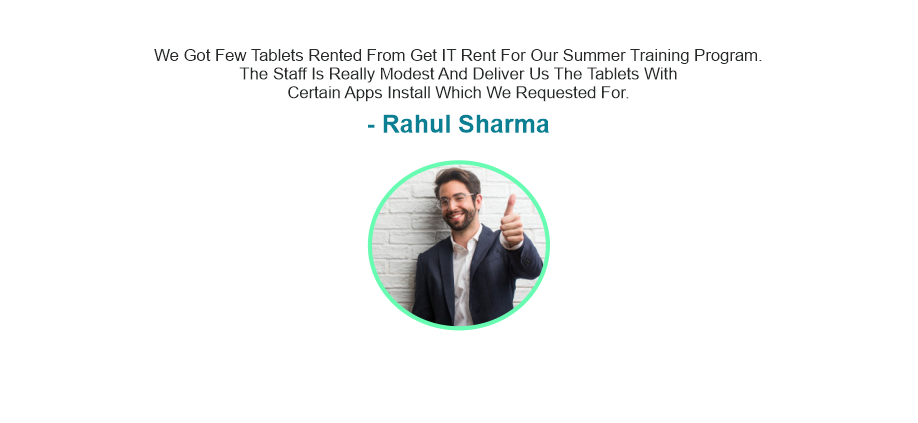 We Got Few Tablets Rented From Get IT Rent For Our Summer Training Program.
The Staff Is Really Modest And Deliver Us The Tablets With
Certain Apps Install Which We Requested For.
- Rahul Sharma